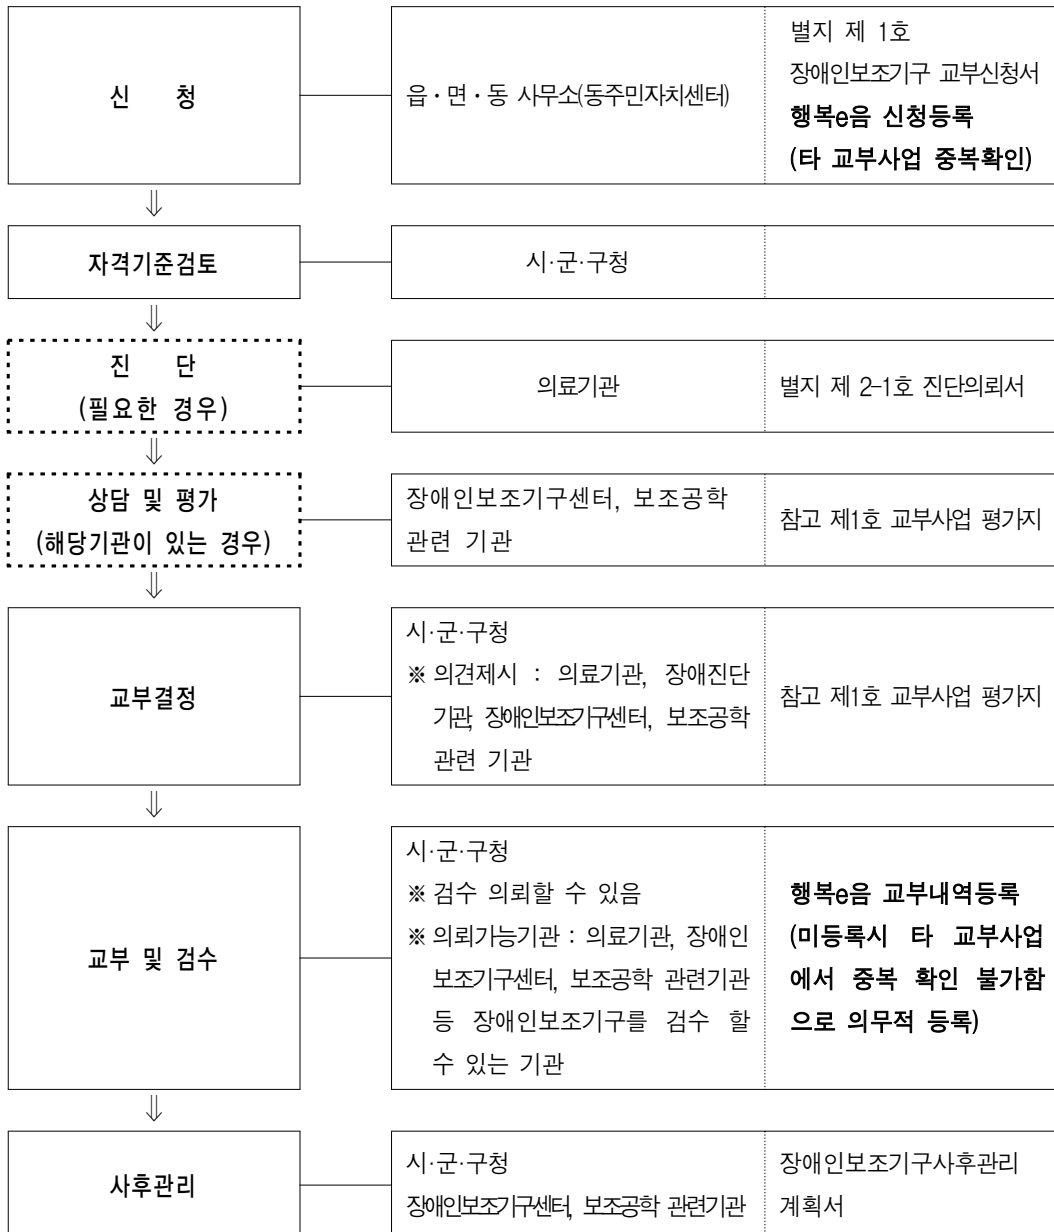 신 청
읍・면・동 사무소(동주민자치센터)
별지 제 1호
장애인보조기구 교부신청서
행복e음 신청등록
(타 교부사업 중복확인)
⇓
자격기준검토
시·군·구청
⇓
진 단
(필요한 경우)
의료기관
별지 제 2-1호 진단의뢰서
⇓
상담 및 평가
(해당기관이 있는 경우)
장애인보조기구센터, 보조공학
관련 기관
참고 제1호 교부사업 평가지
⇓
교부결정
시·군·구청
※ 의견제시 : 의료기관, 장애진단
기관, 장애인보조기구센터, 보조공학
관련 기관
참고 제1호 교부사업 평가지
⇓
교부 및 검수
시·군·구청
※ 검수 의뢰할 수 있음
※ 의뢰가능기관 : 의료기관, 장애인
보조기구센터, 보조공학 관련기관
등 장애인보조기구를 검수 할
수 있는 기관
행복e음 교부내역등록
(미등록시 타 교부사업
에서 중복 확인 불가함
으로 의무적 등록)
⇓
사후관리
시·군·구청
장애인보조기구센터, 보조공학 관련기관
장애인보조기구사후관리
계획서